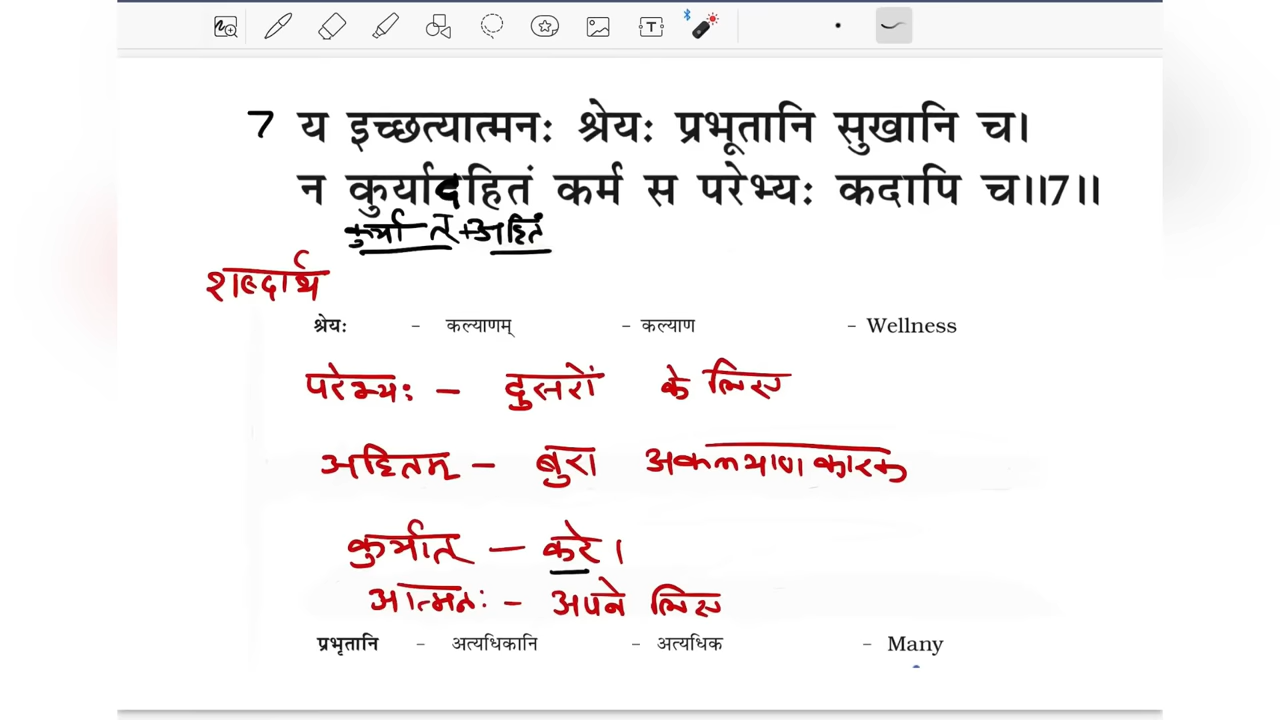 7 य इच्छत्यात्मनः श्रेयः प्रभूतानि सुखानि च।
न कुर्यादहितं कर्म स परेभ्यः कदापि च॥7॥
कुर्यात्+अहितं
शब्दार्थ
श्रेयः - कल्याणम् - कल्याण - Wellness
परेभ्यः - दुसरों के लिए
अहितम् - बुरा अकल्याणकारक
कुर्यात् - करे।
आत्मनः - अपने लिए
प्रभूतानि - अत्यधिकानि - अत्यधिक - Many